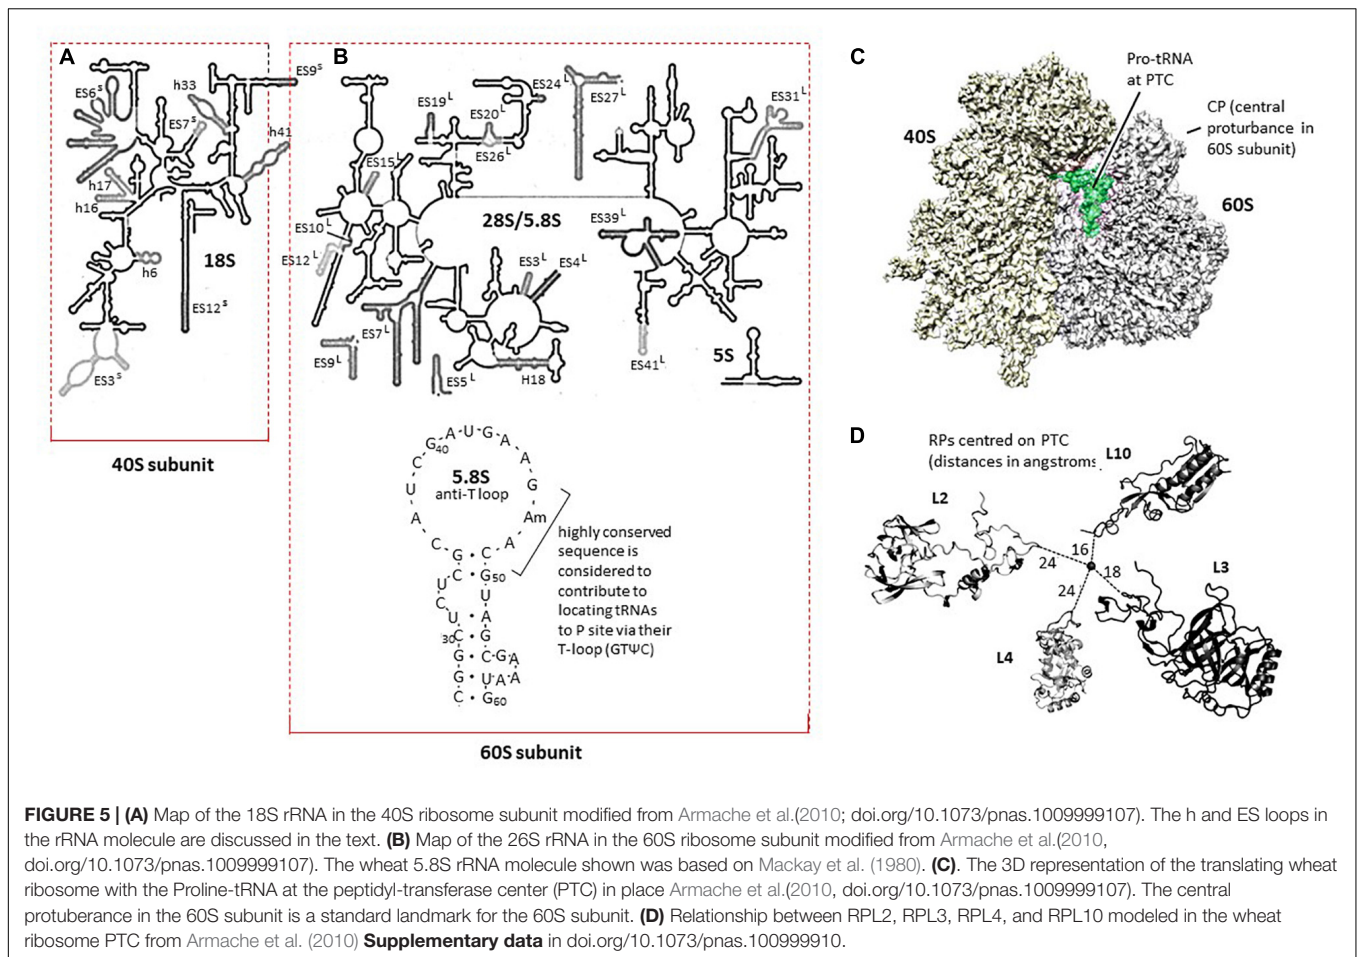 A
ES9S
h33
ES6S
ES7S
h41
h17
h16
18S
h6
ES12S
ES3S
40S subunit
B
ES24L
ES27L
ES31L
ES19L
ES20L
ES26L
ES15L
28S/5.8S
ES39L
ES10L
ES12L
ES3L
ES4L
ES7L
ES9L
ES5L
H18
ES41L
5S
G A U G A A G Am A C
40
C U A C G
5.8S
anti-T loop
C U C U C G G C
30
G U A G C U G
50
G A A A
60
highly conserved
sequence is
considered to
contribute to
locating tRNAs
to P site via their
T-loop (GTΨC)
60S subunit
C
Pro-tRNA
at PTC
CP (central
proturbance in
60S subunit)
40S
60S
D
RPs centred on PTC
(distances in angstroms
L10
L2
16
24
18
L3
24
L4
FIGURE 5 | (A) Map of the 18S rRNA in the 40S ribosome subunit modified from Armache et al.(2010; doi.org/10.1073/pnas.1009999107). The h and ES loops in
the rRNA molecule are discussed in the text. (B) Map of the 26S rRNA in the 60S ribosome subunit modified from Armache et al.(2010,
doi.org/10.1073/pnas.1009999107). The wheat 5.8S rRNA molecule shown was based on Mackay et al. (1980). (C). The 3D representation of the translating wheat
ribosome with the Proline-tRNA at the peptidyl-transferase center (PTC) in place Armache et al.(2010, doi.org/10.1073/pnas.1009999107). The central
protuberance in the 60S subunit is a standard landmark for the 60S subunit. (D) Relationship between RPL2, RPL3, RPL4, and RPL10 modeled in the wheat
ribosome PTC from Armache et al. (2010) Supplementary data in doi.org/10.1073/pnas.100999910.